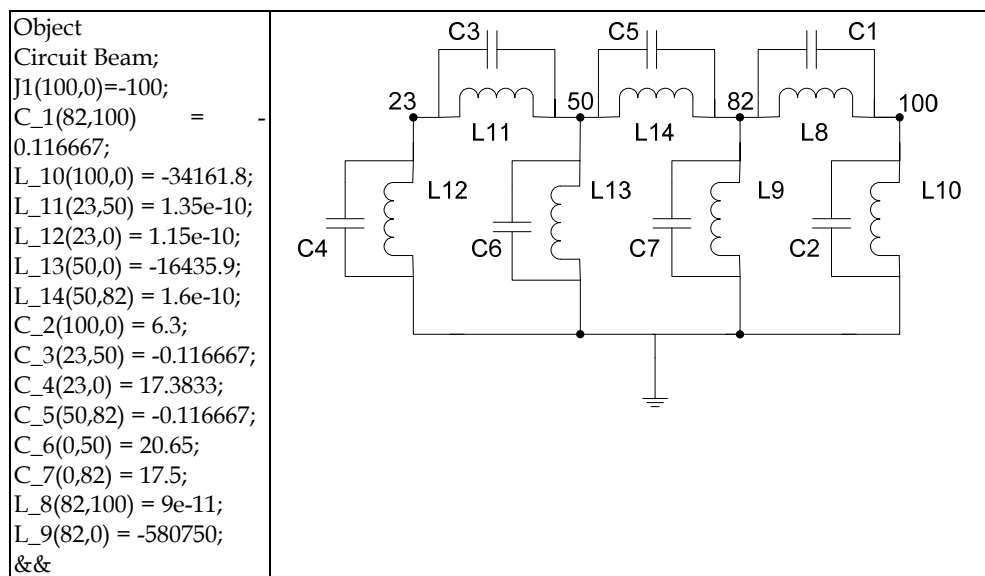 Object
Circuit Beam;
J1(100,0)=-100;
C_1(82,100) = -
0.116667;
L_10(100,0) = -34161.8;
L_11(23,50) = 1.35e-10;
L_12(23,0) = 1.15e-10;
L_13(50,0) = -16435.9;
L_14(50,82) = 1.6e-10;
C_2(100,0) = 6.3;
C_3(23,50) = -0.116667;
C_4(23,0) = 17.3833;
C_5(50,82) = -0.116667;
C_6(0,50) = 20.65;
C_7(0,82) = 17.5;
L_8(82,100) = 9e-11;
L_9(82,0) = -580750;
&&
C3 C5 C1
23 50 82 100
L11 L14 L8
L12 L13 L9 L10
C4 C6 C7 C2